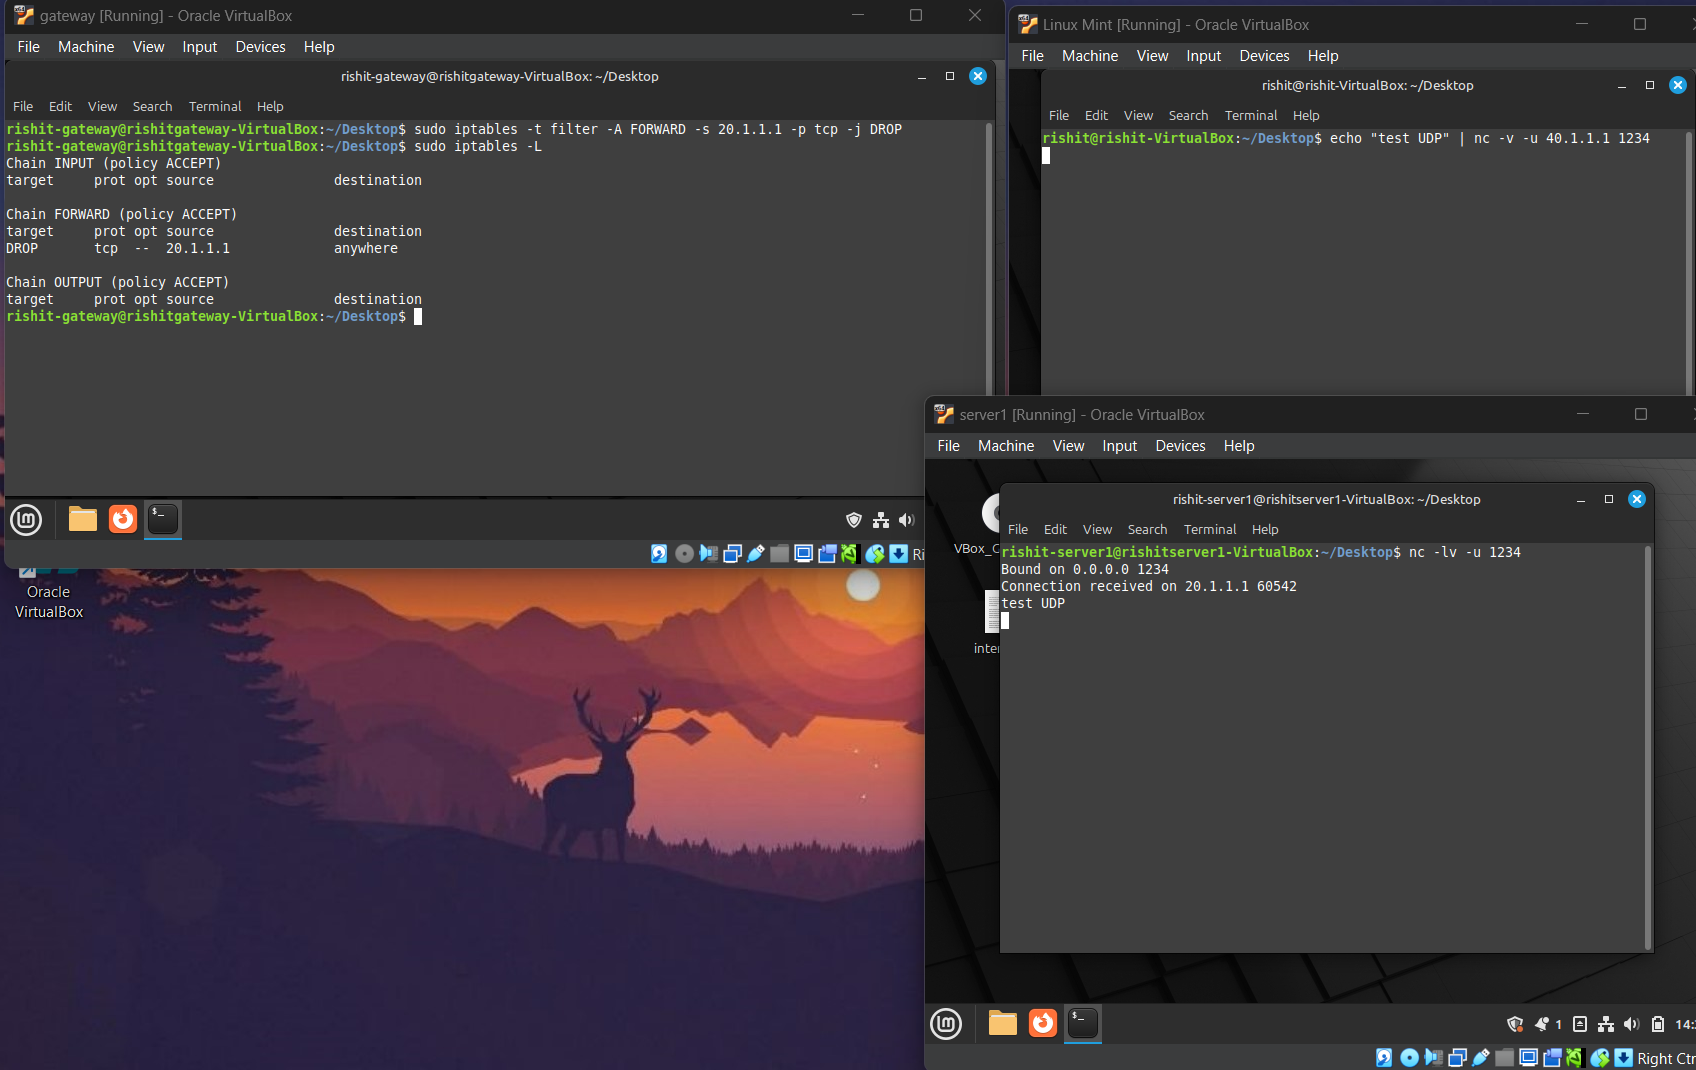 gateway [Running] - Oracle VirtualBox
File Machine View Input Devices Help
rishit-gateway@rishitgateway-VirtualBox: ~/Desktop
File Edit View Search Terminal Help
rishit-gateway@rishitgateway-VirtualBox:~/Desktop$ sudo iptables -t filter -A FORWARD -s 20.1.1.1 -p tcp -j DROP
rishit-gateway@rishitgateway-VirtualBox:~/Desktop$ sudo iptables -L
Chain INPUT (policy ACCEPT)
target     prot opt source               destination

Chain FORWARD (policy ACCEPT)
target     prot opt source               destination
DROP       tcp  --  20.1.1.1             anywhere

Chain OUTPUT (policy ACCEPT)
target     prot opt source               destination
rishit-gateway@rishitgateway-VirtualBox:~/Desktop$
Ri
Oracle
VirtualBox
Linux Mint [Running] - Oracle VirtualBox
File Machine View Input Devices Help
rishit@rishit-VirtualBox: ~/Desktop
File Edit View Search Terminal Help
rishit@rishit-VirtualBox:~/Desktop$ echo "test UDP" | nc -v -u 40.1.1.1 1234
server1 [Running] - Oracle VirtualBox
File Machine View Input Devices Help
VBox_
inter
rishit-server1@rishitserver1-VirtualBox: ~/Desktop
File Edit View Search Terminal Help
rishit-server1@rishitserver1-VirtualBox:~/Desktop$ nc -lv -u 1234
Bound on 0.0.0.0 1234
Connection received on 20.1.1.1 60542
test UDP
1
14:
Right Ctr